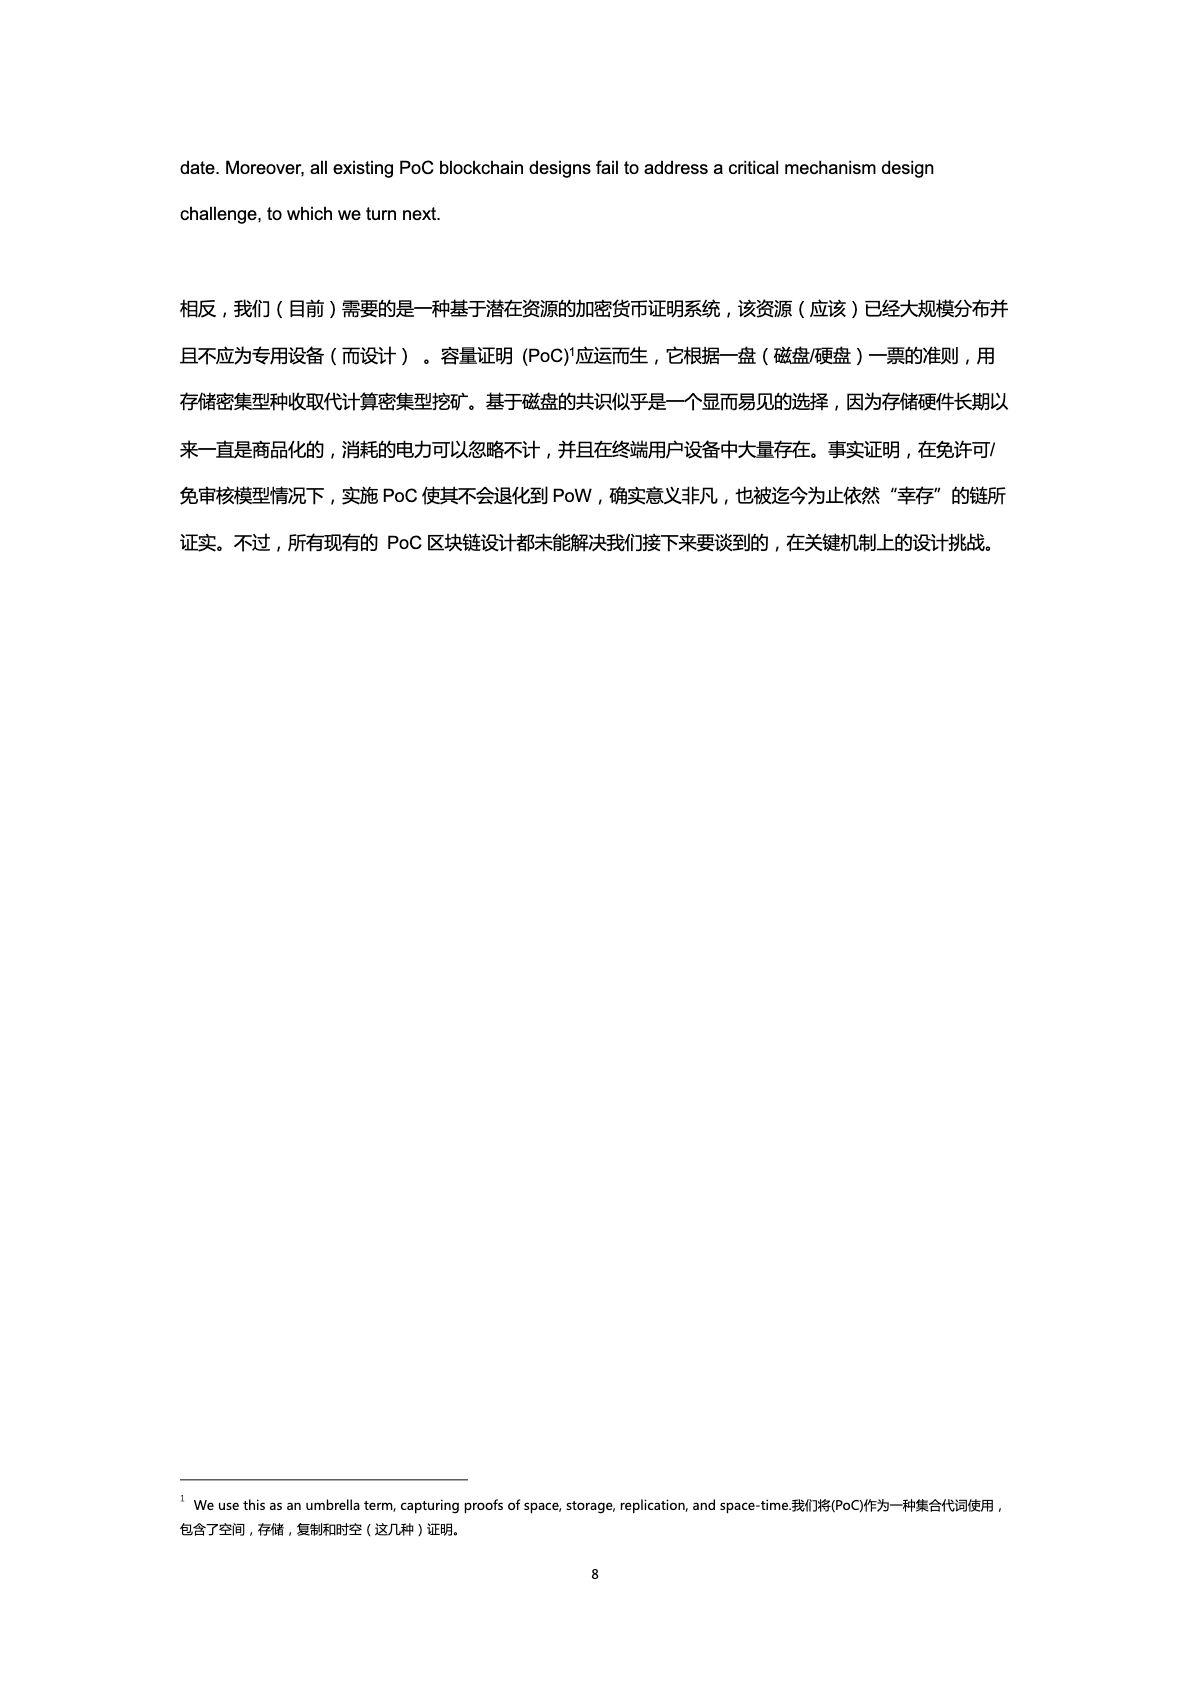 date. Moreover, all existing PoC blockchain designs fail to address a critical mechanism design
challenge, to which we turn next.
相反，我们（目前）需要的是一种基于潜在资源的加密货币证明系统，该资源（应该）已经大规模分布并
且不应为专用设备（而设计） 。容量证明 (PoC)¹应运而生，它根据一盘（磁盘/硬盘）一票的准则，用
存储密集型种收取代计算密集型挖矿。基于磁盘的共识似乎是一个显而易见的选择，因为存储硬件长期以
来一直是商品化的，消耗的电力可以忽略不计，并且在终端用户设备中大量存在。事实证明，在免许可/
免审核模型情况下，实施 PoC 使其不会退化到 PoW，确实意义非凡，也被迄今为止依然“幸存”的链所
证实。不过，所有现有的 PoC 区块链设计都未能解决我们接下来要谈到的，在关键机制上的设计挑战。
¹ We use this as an umbrella term, capturing proofs of space, storage, replication, and space-time.我们将(PoC)作为一种集合代词使用，
包含了空间，存储，复制和时空（这几种）证明。
8